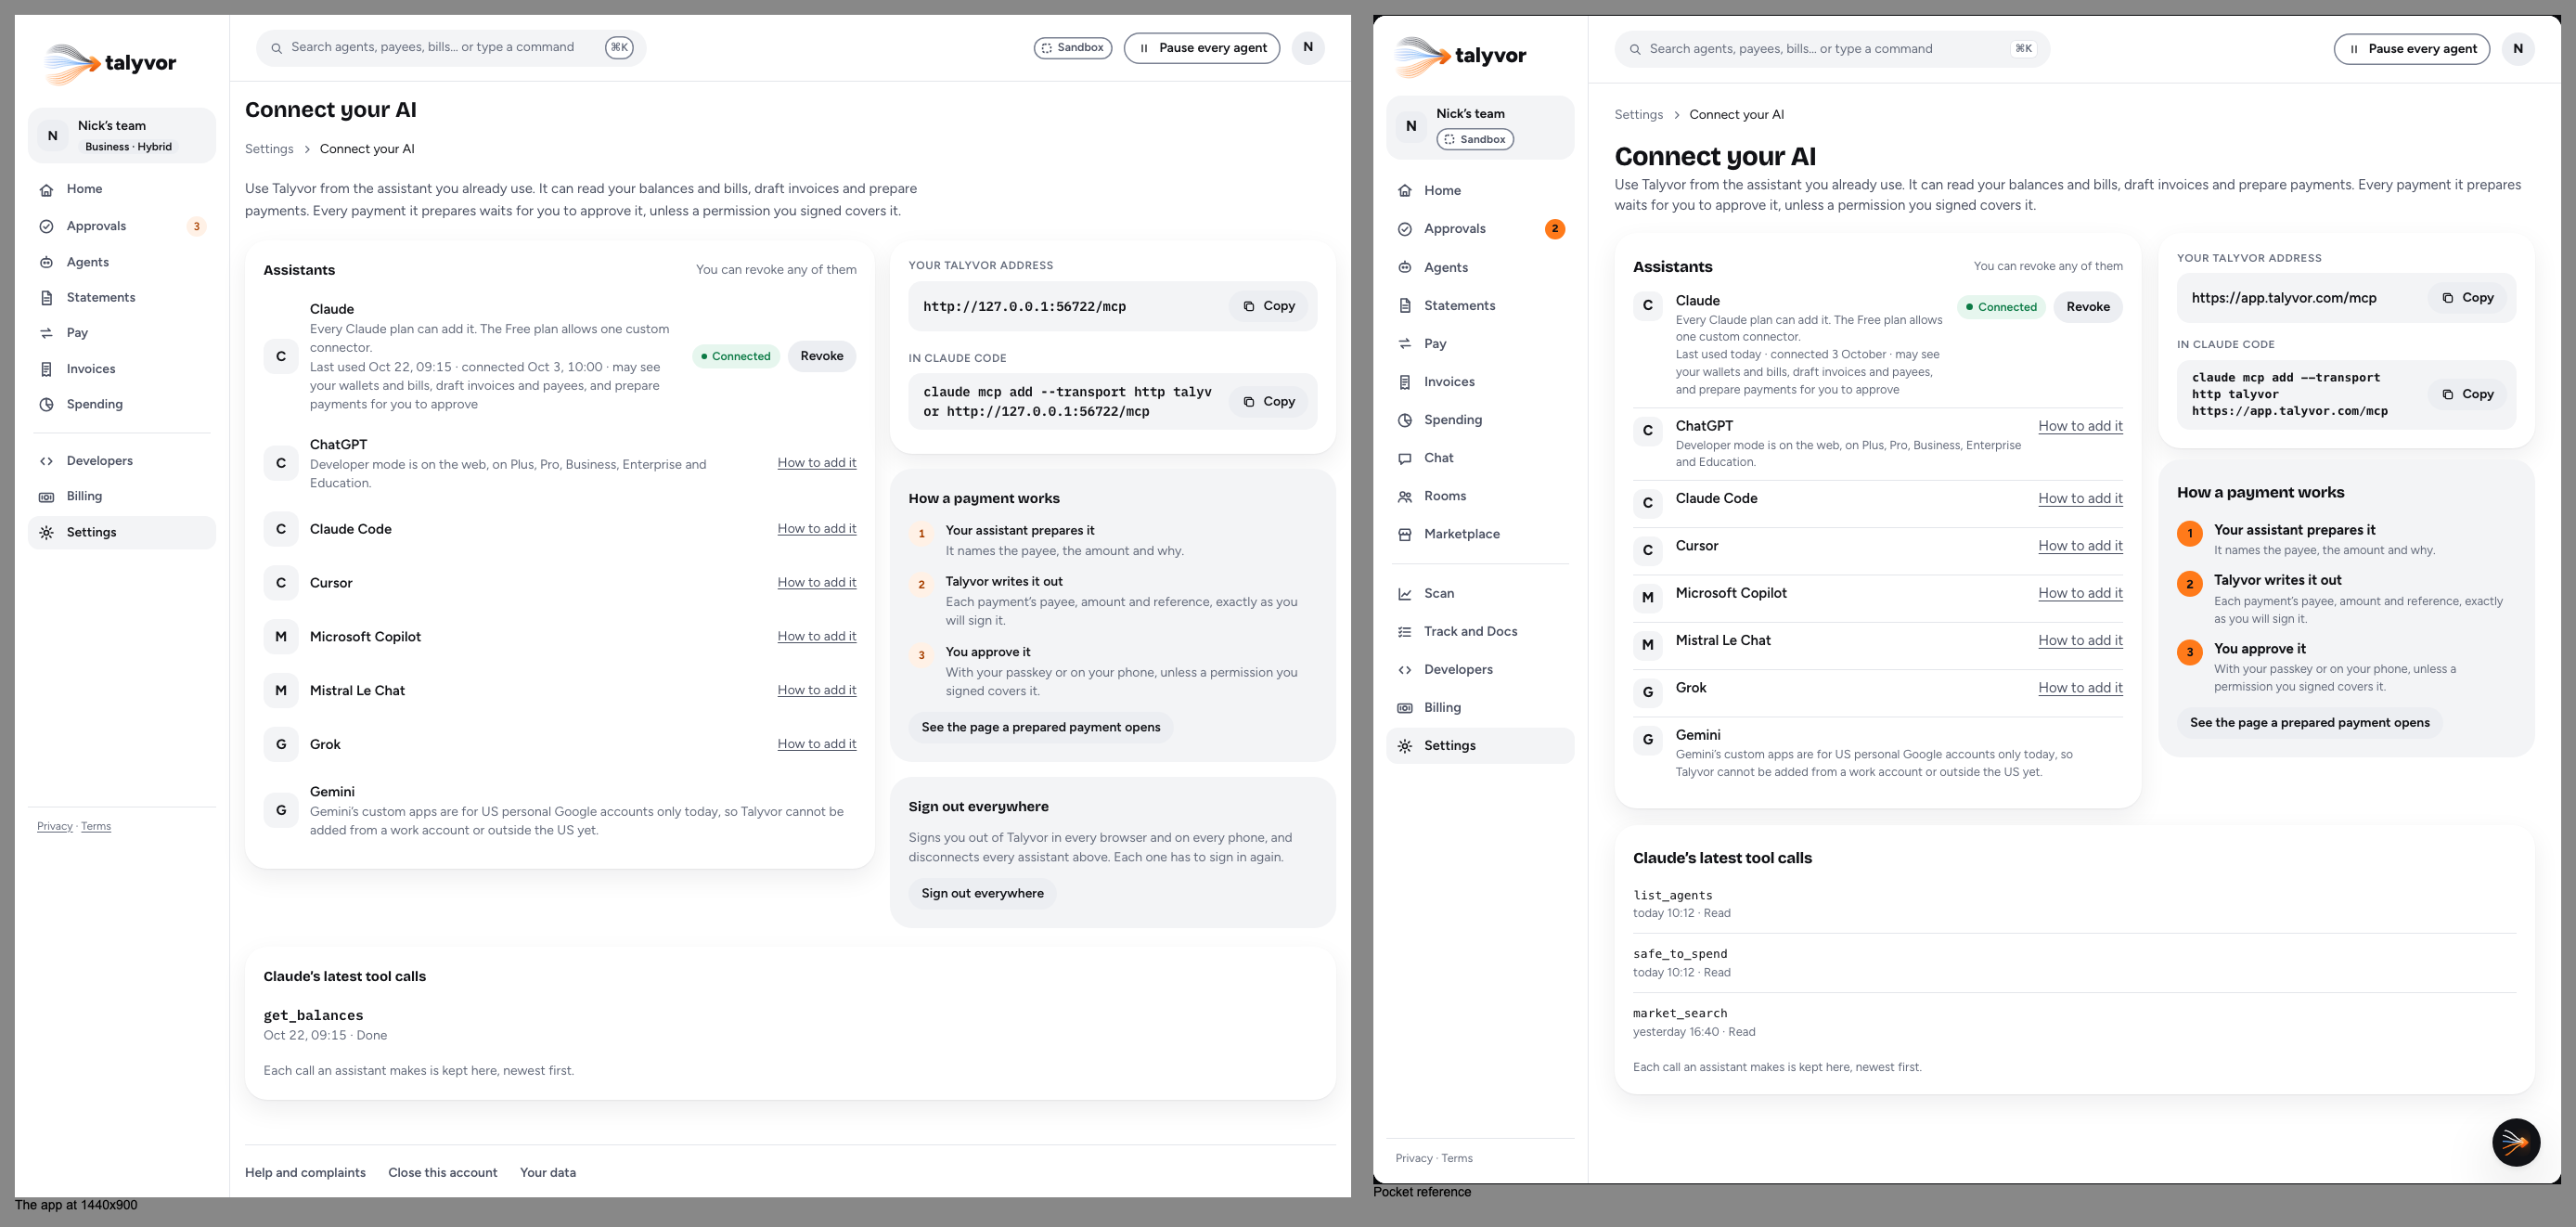 talyvor
Search agents, payees, bills... or type a command
⌘K
Sandbox
Pause every agent
N
N
Nick's team
Business · Hybrid
Home
Approvals
3
Agents
Statements
Pay
Invoices
Spending
Developers
Billing
Settings
Privacy · Terms
Connect your AI
Settings > Connect your AI
Use Talyvor from the assistant you already use. It can read your balances and bills, draft invoices and prepare
payments. Every payment it prepares waits for you to approve it, unless a permission you signed covers it.
Assistants
You can revoke any of them
C
Claude
Every Claude plan can add it. The Free plan allows one custom
connector.
Last used Oct 22, 09:15 · connected Oct 3, 10:00 · may see
your wallets and bills, draft invoices and payees, and prepare
payments for you to approve
Connected
Revoke
C
ChatGPT
Developer mode is on the web, on Plus, Pro, Business, Enterprise and
Education.
How to add it
C
Claude Code
How to add it
C
Cursor
How to add it
M
Microsoft Copilot
How to add it
M
Mistral Le Chat
How to add it
G
Grok
How to add it
G
Gemini
Gemini's custom apps are for US personal Google accounts only today, so Talyvor cannot be
added from a work account or outside the US yet.
YOUR TALYVOR ADDRESS
http://127.0.0.1:56722/mcp
Copy
IN CLAUDE CODE
claude mcp add --transport http talyv
or http://127.0.0.1:56722/mcp
Copy
How a payment works
1
Your assistant prepares it
It names the payee, the amount and why.
2
Talyvor writes it out
Each payment's payee, amount and reference, exactly as you
will sign it.
3
You approve it
With your passkey or on your phone, unless a permission you
signed covers it.
See the page a prepared payment opens
Sign out everywhere
Signs you out of Talyvor in every browser and on every phone, and
disconnects every assistant above. Each one has to sign in again.
Sign out everywhere
Claude's latest tool calls
get_balances
Oct 22, 09:15 · Done
Each call an assistant makes is kept here, newest first.
Help and complaints
Close this account
Your data
The app at 1440x900
talyvor
Search agents, payees, bills... or type a command
⌘K
Pause every agent
N
N
Nick's team
Sandbox
Home
Approvals
2
Agents
Statements
Pay
Invoices
Spending
Chat
Rooms
Marketplace
Scan
Track and Docs
Developers
Billing
Settings
Privacy · Terms
Settings > Connect your AI
Connect your AI
Use Talyvor from the assistant you already use. It can read your balances and bills, draft invoices and prepare payments. Every payment it prepares
waits for you to approve it, unless a permission you signed covers it.
Assistants
You can revoke any of them
C
Claude
Every Claude plan can add it. The Free plan allows
one custom connector.
Last used today · connected 3 October · may see
your wallets and bills, draft invoices and payees,
and prepare payments for you to approve
Connected
Revoke
C
ChatGPT
Developer mode is on the web, on Plus, Pro, Business, Enterprise
and Education.
How to add it
C
Claude Code
How to add it
C
Cursor
How to add it
M
Microsoft Copilot
How to add it
M
Mistral Le Chat
How to add it
G
Grok
How to add it
G
Gemini
Gemini's custom apps are for US personal Google accounts only today, so
Talyvor cannot be added from a work account or outside the US yet.
YOUR TALYVOR ADDRESS
https://app.talyvor.com/mcp
Copy
IN CLAUDE CODE
claude mcp add --transport
http talyvor
https://app.talyvor.com/mcp
Copy
How a payment works
1
Your assistant prepares it
It names the payee, the amount and why.
2
Talyvor writes it out
Each payment's payee, amount and reference, exactly
as you will sign it.
3
You approve it
With your passkey or on your phone, unless a
permission you signed covers it.
See the page a prepared payment opens
Claude's latest tool calls
list_agents
today 10:12 · Read
safe_to_spend
today 10:12 · Read
market_search
yesterday 16:40 · Read
Each call an assistant makes is kept here, newest first.
Pocket reference